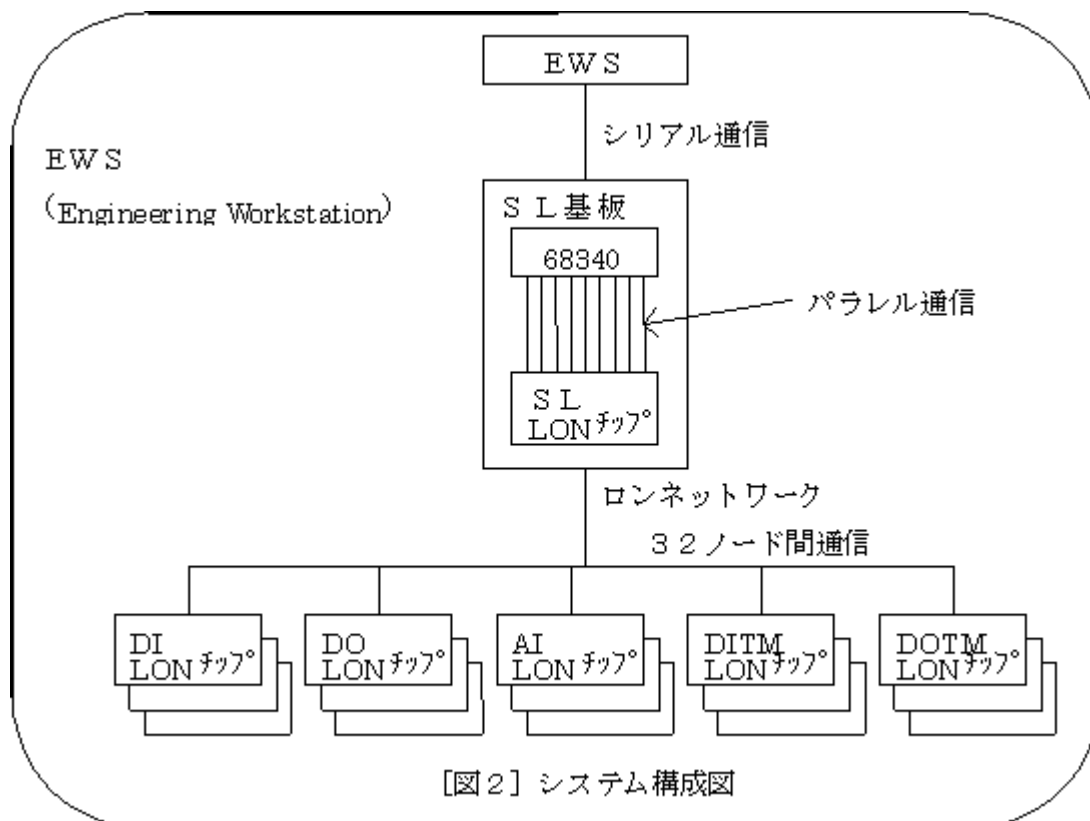 ＥＷＳ
シリアル通信
ＥＷＳ
(Engineering Workstation)
ＳＬ基板
68340
パラレル通信
ＳＬ
LONﾁｯﾌﾟ
ロンネットワーク
３２ノード間通信
DI
LONﾁｯﾌﾟ
DO
LONﾁｯﾌﾟ
AI
LONﾁｯﾌﾟ
DITM
LONﾁｯﾌﾟ
DOTM
LONﾁｯﾌﾟ
［図２］システム構成図